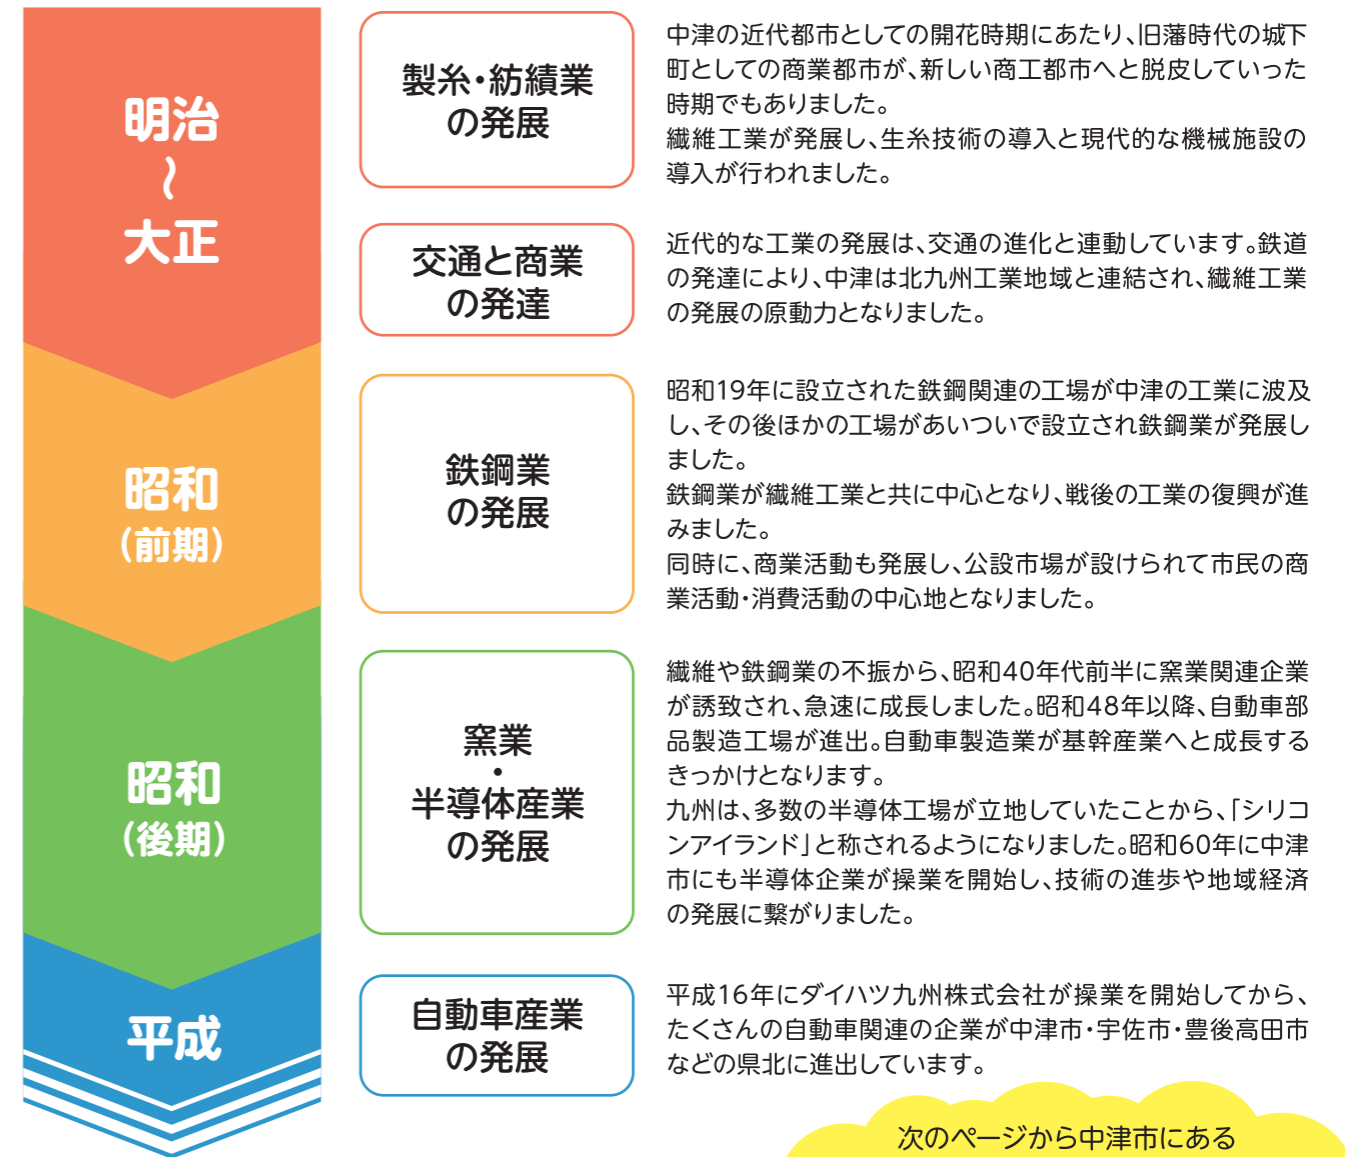 明治
〜
大正
製糸・紡績業
の発展
中津の近代都市としての開花時期にあたり、旧藩時代の城下
町としての商業都市が、新しい商工都市へと脱皮していった
時期でもありました。
繊維工業が発展し、生糸技術の導入と現代的な機械施設の
導入が行われました。
交通と商業
の発達
近代的な工業の発展は、交通の進化と連動しています。鉄道
の発達により、中津は北九州工業地域と連結され、繊維工業
の発展の原動力となりました。
昭和
(前期)
鉄鋼業
の発展
昭和19年に設立された鉄鋼関連の工場が中津の工業に波及
し、その後ほかの工場があいついで設立され鉄鋼業が発展し
ました。
鉄鋼業が繊維工業と共に中心となり、戦後の工業の復興が進
みました。
同時に、商業活動も発展し、公設市場が設けられて市民の商
業活動・消費活動の中心地となりました。
昭和
(後期)
窯業
・
半導体産業
の発展
繊維や鉄鋼業の不振から、昭和40年代前半に窯業関連企業
が誘致され、急速に成長しました。昭和48年以降、自動車部
品製造工場が進出。自動車製造業が基幹産業へと成長する
きっかけとなります。
九州は、多数の半導体工場が立地していたことから、「シリコ
ンアイランド」と称されるようになりました。昭和60年に中津
市にも半導体企業が操業を開始し、技術の進歩や地域経済
の発展に繋がりました。
平成
自動車産業
の発展
平成16年にダイハツ九州株式会社が操業を開始してから、
たくさんの自動車関連の企業が中津市・宇佐市・豊後高田市
などの県北に進出しています。
次のページから中津市にある